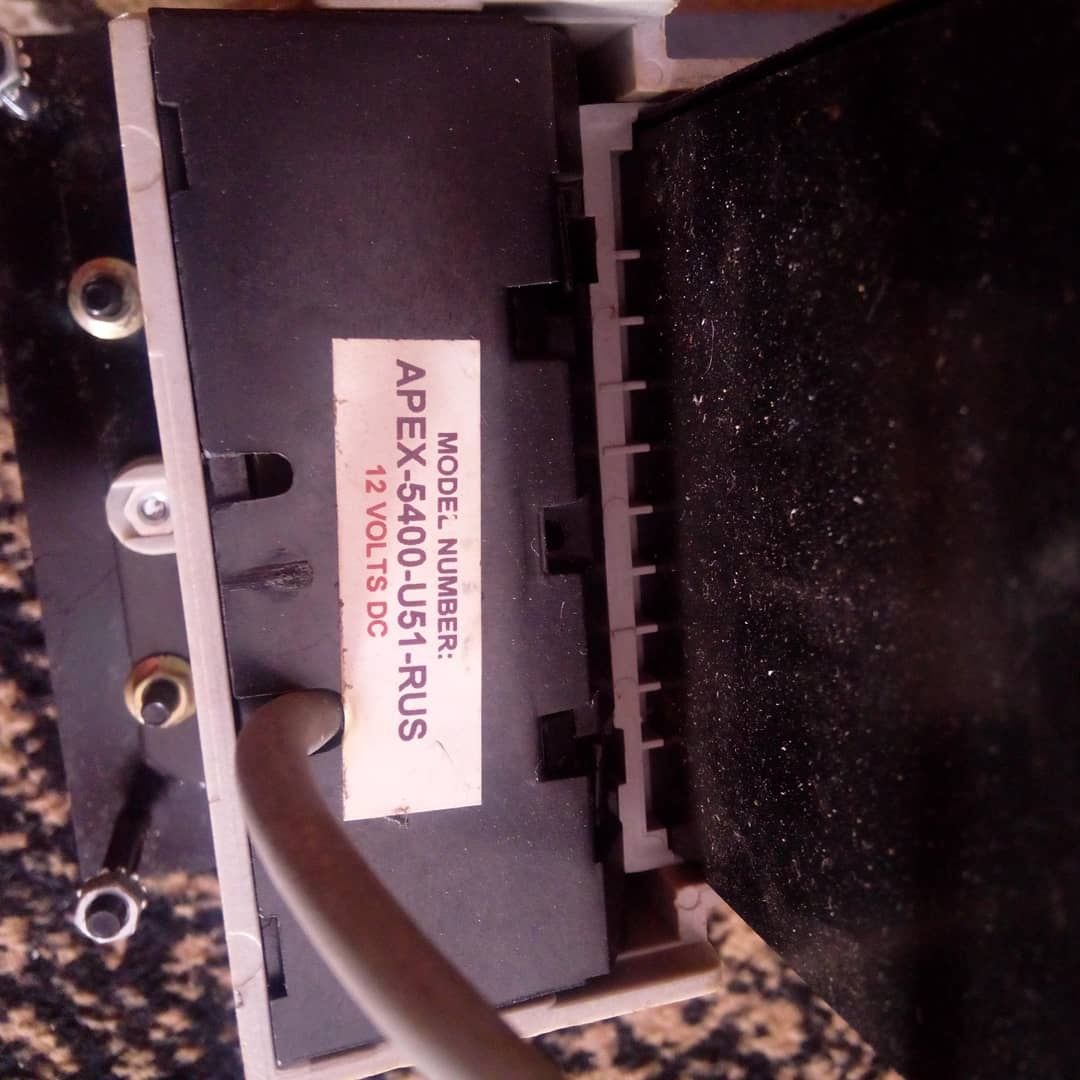 MODEL NUMBER:
APEX-5400-U51-RUS
12 VOLTS DC